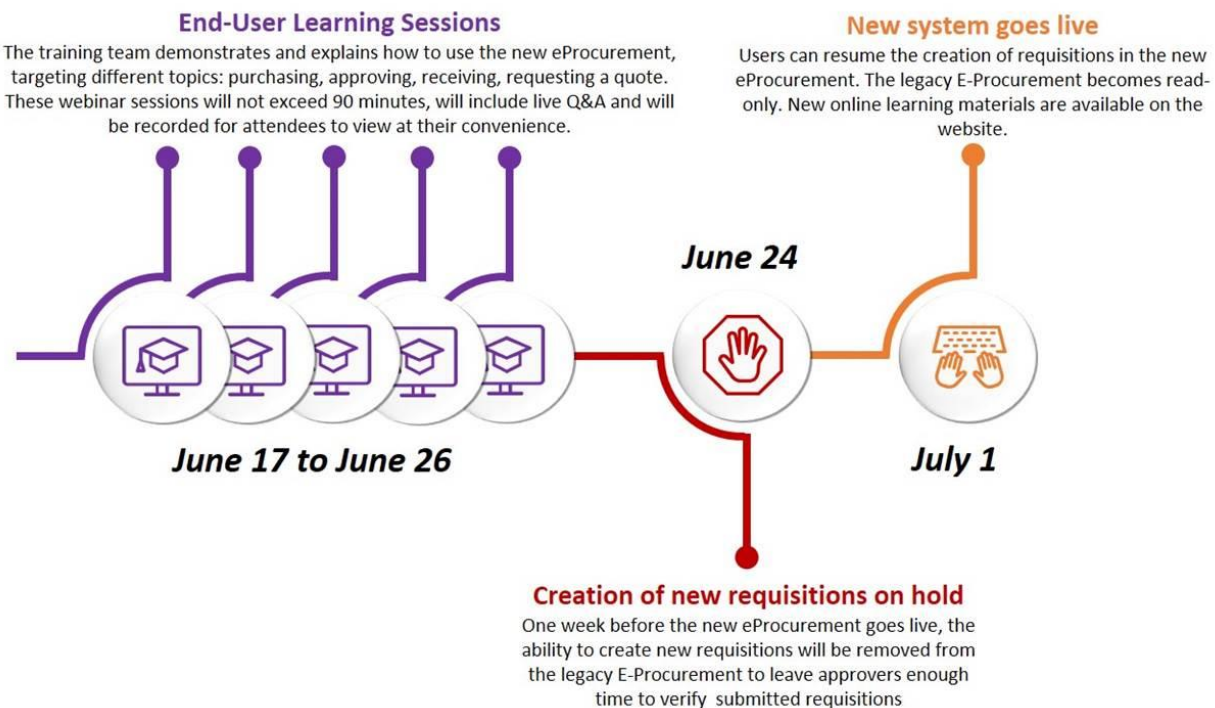 End-User Learning Sessions
The training team demonstrates and explains how to use the new eProcurement,
targeting different topics: purchasing, approving, receiving, requesting a quote.
These webinar sessions will not exceed 90 minutes, will include live Q&A and will
be recorded for attendees to view at their convenience.
New system goes live
Users can resume the creation of requisitions in the new
eProcurement. The legacy E-Procurement becomes read-
only. New online learning materials are available on the
website.
June 24
June 17 to June 26
July 1
Creation of new requisitions on hold
One week before the new eProcurement goes live, the
ability to create new requisitions will be removed from
the legacy E-Procurement to leave approvers enough
time to verify submitted requisitions